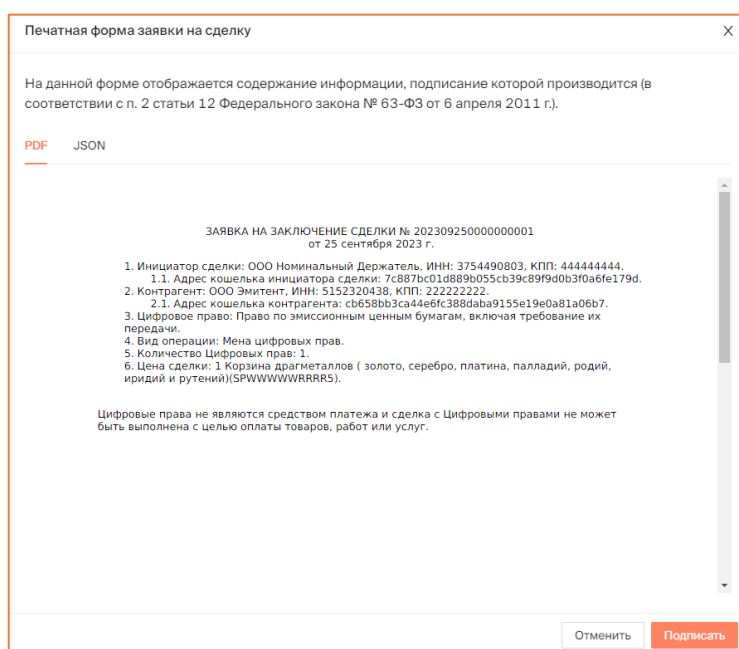 Печатная форма заявки на сделку
X
На данной форме отображается содержание информации, подписание которой производится (в
соответствии с п. 2 статьи 12 Федерального закона № 63-ФЗ от 6 апреля 2011 г.).
PDF JSON
ЗАЯВКА НА ЗАКЛЮЧЕНИЕ СДЕЛКИ № 202309250000000001
от 25 сентября 2023 г.
1. Инициатор сделки: ООО Номинальный Держатель, ИНН: 3754490803, КПП: 444444444.
1.1. Адрес кошелька инициатора сделки: 7c887bc01d889b055cb39c89f9d0b3f0a6fe179d.
2. Контрагент: ООО Эмитент, ИНН: 5152320438, КПП: 222222222.
2.1. Адрес кошелька контрагента: cb658bb3ca44e6fc388daba9155e19e0a81a06b7.
3. Цифровое право: Право по эмиссионным ценным бумагам, включая требование их
передачи.
4. Вид операции: Мена цифровых прав.
5. Количество Цифровых прав: 1.
6. Цена сделки: 1 Корзина драгметаллов ( золото, серебро, платина, палладий, родий,
иридий и рутений)(SPWWWWWRRRR5).
Цифровые права не являются средством платежа и сделка с Цифровыми правами не может
быть выполнена с целью оплаты товаров, работ или услуг.
Отменить Подписать